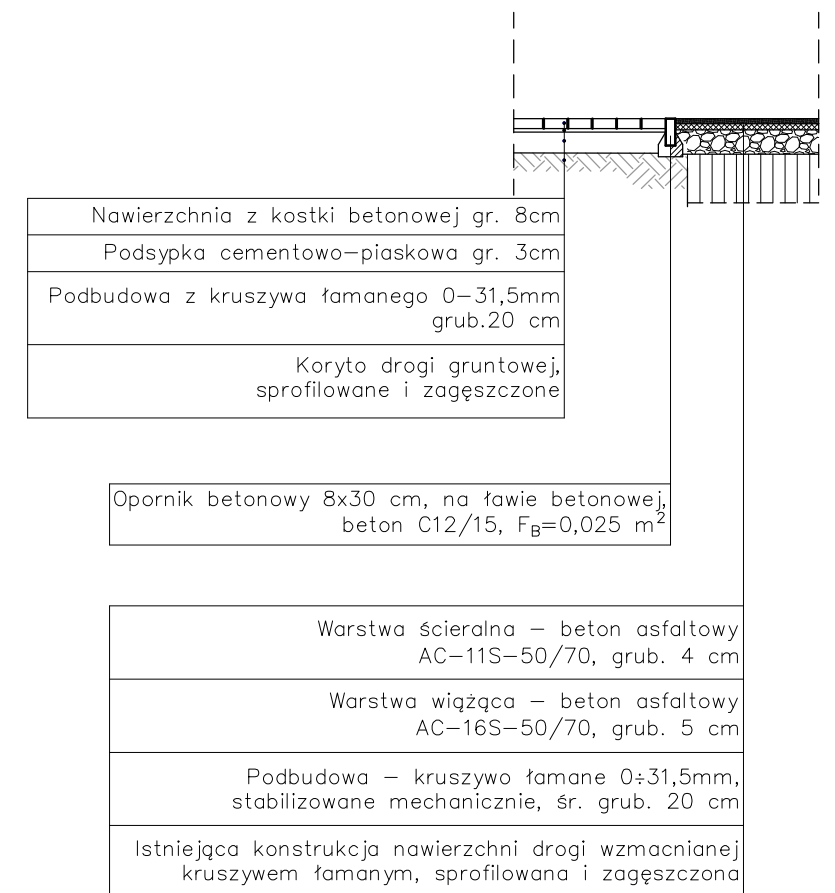 Nawierzchnia z kostki betonowej gr. 8cm
Podsypka cementowo–piaskowa gr. 3cm
Podbudowa z kruszywa łamanego 0–31,5mm
grub.20 cm
Koryto drogi gruntowej,
sprofilowane i zagęszczone
Opornik betonowy 8x30 cm, na ławie betonowej,
beton C12/15, F_B=0,025 m²
Warstwa ścieralna – beton asfaltowy
AC–11S–50/70, grub. 4 cm
Warstwa wiążąca – beton asfaltowy
AC–16S–50/70, grub. 5 cm
Podbudowa – kruszywo łamane 0÷31,5mm,
stabilizowane mechanicznie, śr. grub. 20 cm
Istniejąca konstrukcja nawierzchni drogi wzmacnianej
kruszywem łamanym, sprofilowana i zagęszczona